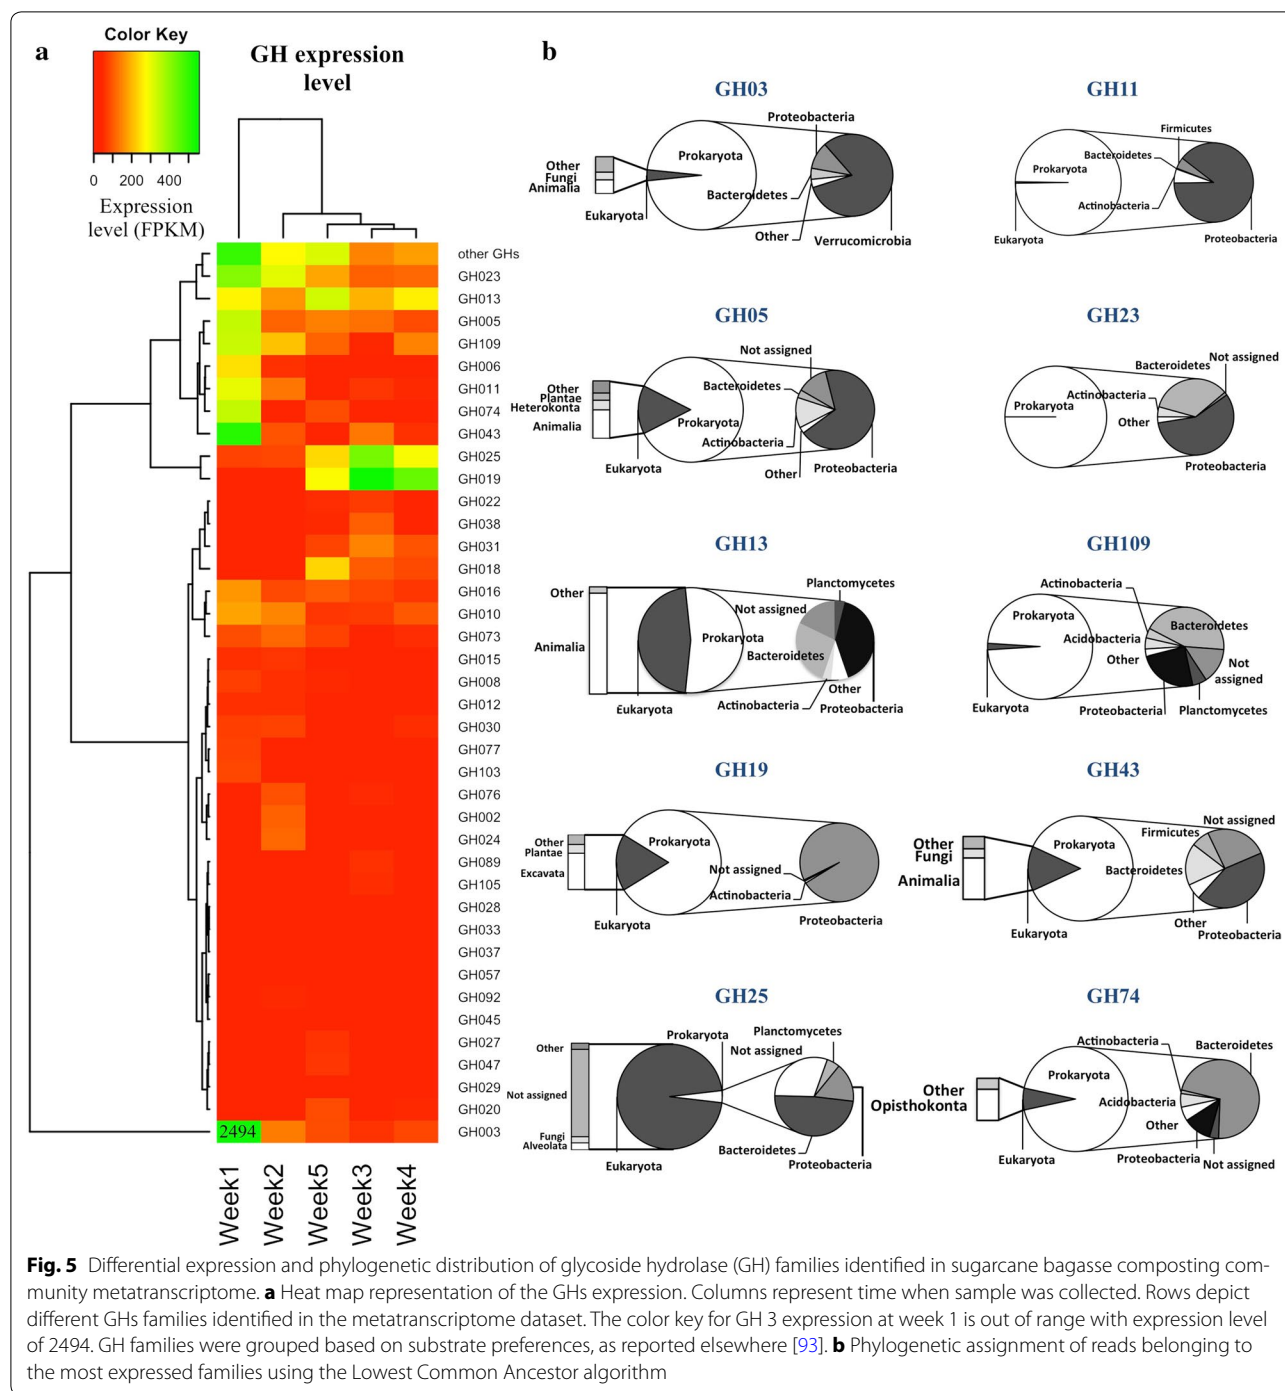 a
Color Key
0 200 400
Expression
level (FPKM)
GH expression
level
other GHs
GH023
GH013
GH005
GH109
GH006
GH011
GH074
GH043
GH025
GH019
GH022
GH038
GH031
GH018
GH016
GH010
GH073
GH015
GH008
GH012
GH030
GH077
GH103
GH076
GH002
GH024
GH089
GH105
GH028
GH033
GH037
GH057
GH092
GH045
GH027
GH047
GH029
GH020
GH003
2494
Week1
Week2
Week5
Week3
Week4
b
GH03
Proteobacteria
Prokaryota
Other
Fungi
Animalia
Eukaryota
Bacteroidetes
Other
Verrucomicrobia
GH11
Firmicutes
Bacteroidetes
Prokaryota
Actinobacteria
Eukaryota
Proteobacteria
GH05
Not assigned
Bacteroidetes
Other
Plantae
Heterokonta
Animalia
Prokaryota
Actinobacteria
Eukaryota
Other
Proteobacteria
GH23
Not assigned
Bacteroidetes
Actinobacteria
Prokaryota
Other
Proteobacteria
GH13
Planctomycetes
Other
Not assigned
Prokaryota
Animalia
Bacteroidetes
Other
Actinobacteria
Eukaryota
Proteobacteria
GH109
Actinobacteria
Prokaryota
Bacteroidetes
Acidobacteria
Other
Not
assigned
Eukaryota
Proteobacteria
Planctomycetes
GH19
Other
Plantae
Excavata
Prokaryota
Not assigned
Actinobacteria
Eukaryota
Proteobacteria
GH43
Not assigned
Firmicutes
Prokaryota
Other
Fungi
Animalia
Bacteroidetes
Other
Eukaryota
Proteobacteria
GH25
Planctomycetes
Prokaryota
Not assigned
Other
Not assigned
Fungi
Alveolata
Eukaryota
Bacteroidetes
Proteobacteria
GH74
Actinobacteria
Bacteroidetes
Prokaryota
Other
Opisthokonta
Acidobacteria
Other
Eukaryota
Proteobacteria
Not assigned
Fig. 5 Differential expression and phylogenetic distribution of glycoside hydrolase (GH) families identified in sugarcane bagasse composting com-
munity metatranscriptome. a Heat map representation of the GHs expression. Columns represent time when sample was collected. Rows depict
different GHs families identified in the metatranscriptome dataset. The color key for GH 3 expression at week 1 is out of range with expression level
of 2494. GH families were grouped based on substrate preferences, as reported elsewhere [93]. b Phylogenetic assignment of reads belonging to
the most expressed families using the Lowest Common Ancestor algorithm